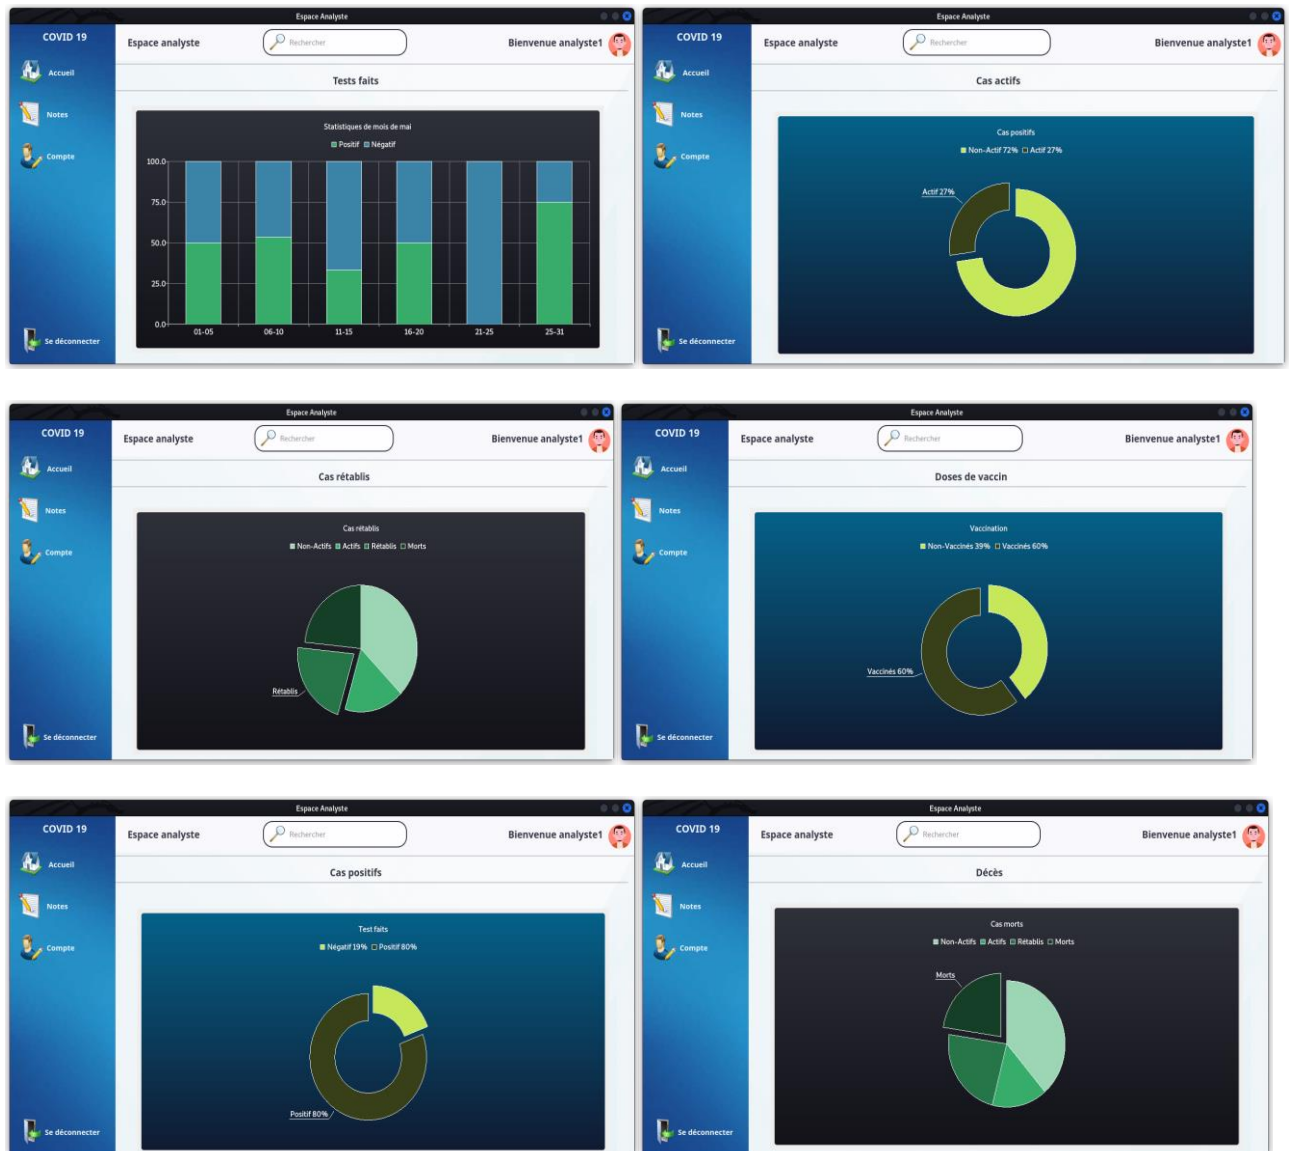 Espace Analyste
COVID 19
Espace analyste
Rechercher
Bienvenue analyste1
Accueil
Notes
Compte
Se déconnecter
Tests faits
Statistiques de mois de mai
Positif Négatif
100.0
75.0
50.0
25.0
0.0
01-05 06-10 11-15 16-20 21-25 25-31
Espace Analyste
COVID 19
Espace analyste
Rechercher
Bienvenue analyste1
Accueil
Notes
Compte
Se déconnecter
Cas actifs
Cas positifs
Non-Actif 72% Actif 27%
Actif 27%
Espace Analyste
COVID 19
Espace analyste
Rechercher
Bienvenue analyste1
Accueil
Notes
Compte
Se déconnecter
Cas rétablis
Cas rétablis
Non-Actifs Actifs Rétablis Morts
Rétablis
Espace Analyste
COVID 19
Espace analyste
Rechercher
Bienvenue analyste1
Accueil
Notes
Compte
Se déconnecter
Doses de vaccin
Vaccination
Non-Vaccinés 39% Vaccinés 60%
Vaccinés 60%
Espace Analyste
COVID 19
Espace analyste
Rechercher
Bienvenue analyste1
Accueil
Notes
Compte
Se déconnecter
Cas positifs
Test faits
Négatif 19% Positif 80%
Positif 80%
Espace Analyste
COVID 19
Espace analyste
Rechercher
Bienvenue analyste1
Accueil
Notes
Compte
Se déconnecter
Décès
Cas morts
Non-Actifs Actifs Rétablis Morts
Morts